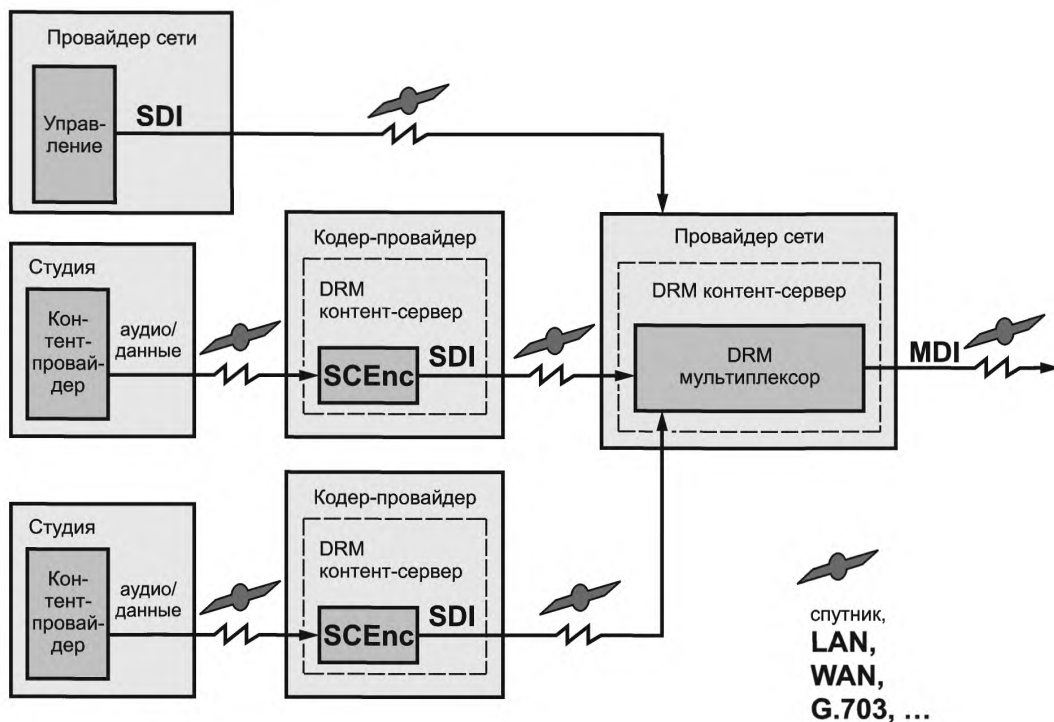 Провайдер сети
Управ-
ление
SDI
Студия
Кон-
тент-
провай-
дер
аудио/
данные
Кодер-провайдер
DRM
контент-сервер
SCEnc
SDI
Провайдер сети
DRM контент-сервер
DRM
мультиплексор
MDI
Студия
Кон-
тент-
провай-
дер
аудио/
данные
Кодер-провайдер
DRM
контент-сервер
SCEnc
SDI
спутник,
LAN,
WAN,
G.703, ...